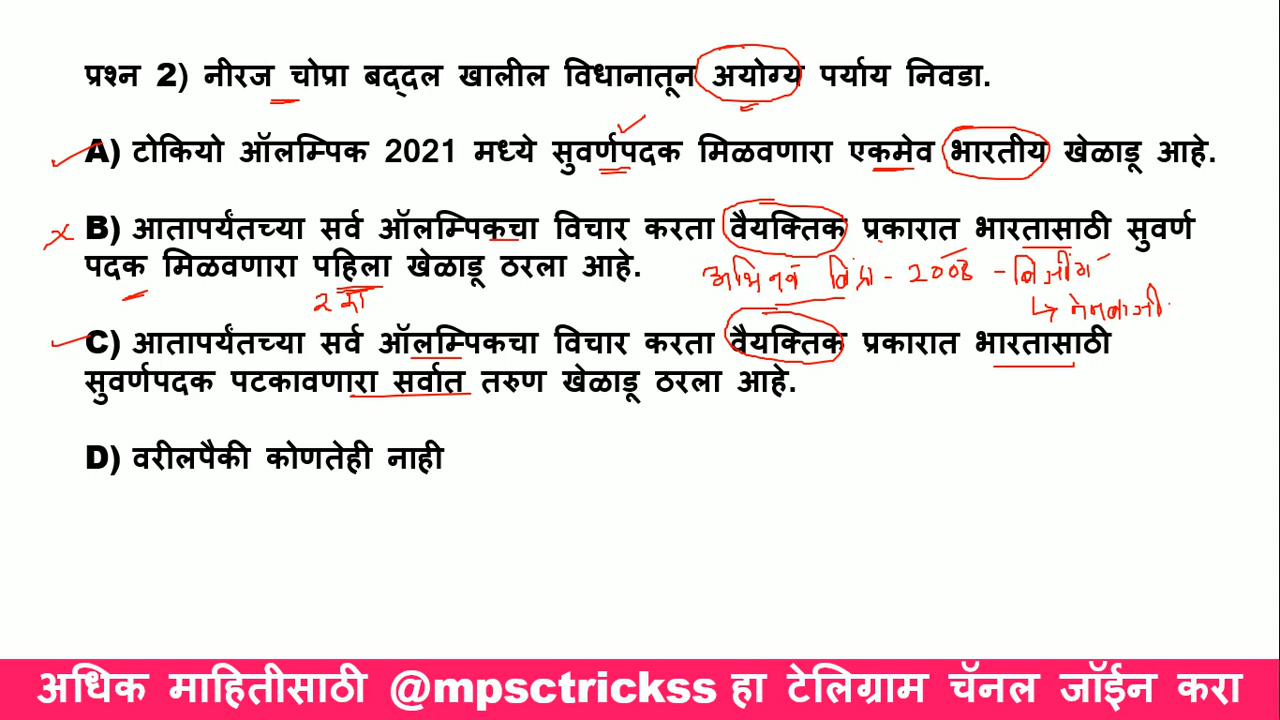 प्रश्न 2) नीरज चोप्रा बद्दल खालील विधानातून अयोग्य पर्याय निवडा.
A) टोकियो ऑलम्पिक 2021 मध्ये सुवर्णपदक मिळवणारा एकमेव भारतीय खेळाडू आहे.
B) आतापर्यंतच्या सर्व ऑलम्पिकचा विचार करता वैयक्तिक प्रकारात भारतासाठी सुवर्ण
पदक मिळवणारा पहिला खेळाडू ठरला आहे.
अभिनव बिंद्रा - 2008 - बिजींग
२ रा
↳ नेमबाजी
C) आतापर्यंतच्या सर्व ऑलम्पिकचा विचार करता वैयक्तिक प्रकारात भारतासाठी
सुवर्णपदक पटकावणारा सर्वात तरुण खेळाडू ठरला आहे.
D) वरीलपैकी कोणतेही नाही
अधिक माहितीसाठी @mpsctrickss हा टेलिग्राम चॅनल जॉईन करा